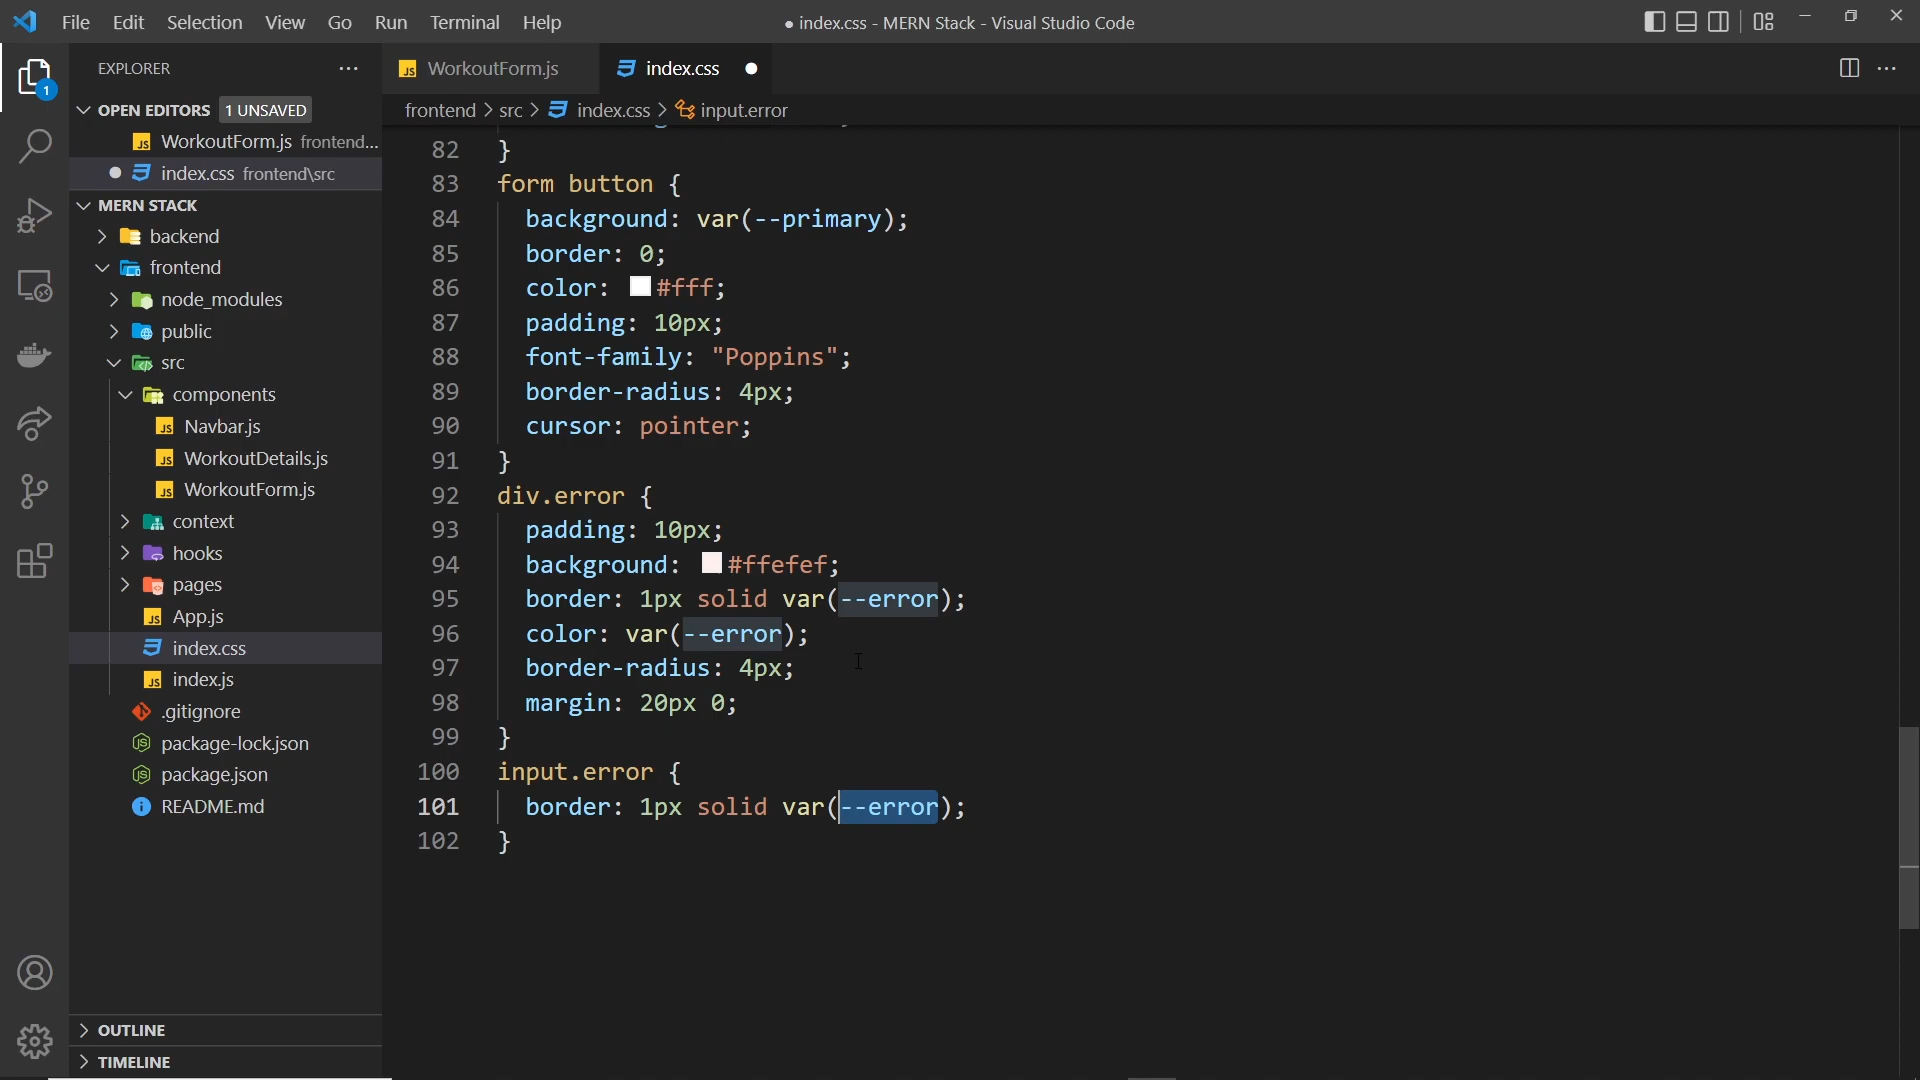 File Edit Selection View Go Run Terminal Help
● index.css - MERN Stack - Visual Studio Code
EXPLORER
OPEN EDITORS 1 UNSAVED
WorkoutForm.js frontend...
index.css frontend\src
MERN STACK
backend
frontend
node_modules
public
src
components
Navbar.js
WorkoutDetails.js
WorkoutForm.js
context
hooks
pages
App.js
index.css
index.js
.gitignore
package-lock.json
package.json
README.md
OUTLINE
TIMELINE
1
WorkoutForm.js
index.css
frontend > src > index.css > input.error
82 }
83 form button {
84 background: var(--primary);
85 border: 0;
86 color: #fff;
87 padding: 10px;
88 font-family: "Poppins";
89 border-radius: 4px;
90 cursor: pointer;
91 }
92 div.error {
93 padding: 10px;
94 background: #ffefef;
95 border: 1px solid var(--error);
96 color: var(--error);
97 border-radius: 4px;
98 margin: 20px 0;
99 }
100 input.error {
101 border: 1px solid var(--error);
102 }